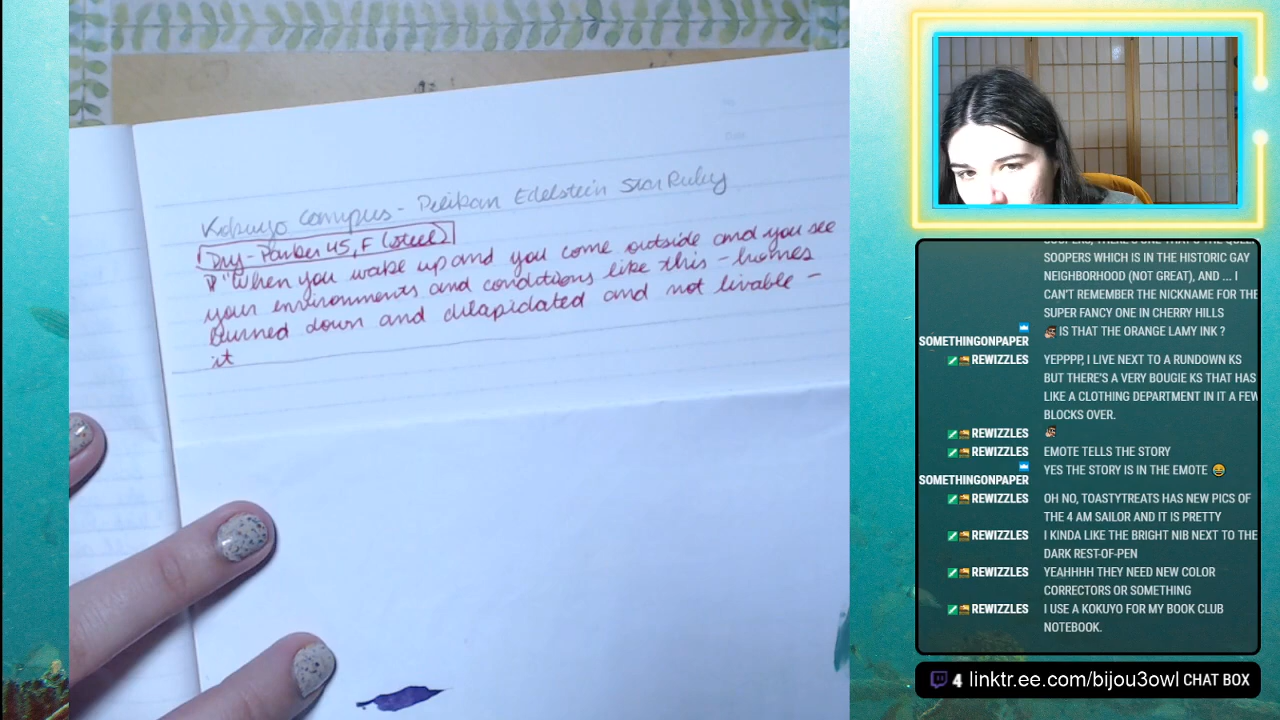 Kokuyo Campus - Pelikan Edelstein Star Ruby
Dry - Parker 45, F (steel)
"When you wake up and you come outside and you see
your environments and conditions like this - homes
burned down and dilapidated and not livable -
it
SOOPERS, THERE'S ONE THAT'S THE QUEER
SOOPERS WHICH IS IN THE HISTORIC GAY
NEIGHBORHOOD (NOT GREAT), AND ... I
CAN'T REMEMBER THE NICKNAME FOR THE
SUPER FANCY ONE IN CHERRY HILLS
SOMETHINGONPAPER IS THAT THE ORANGE LAMY INK ?
REWIZZLES YEPPPP, I LIVE NEXT TO A RUNDOWN KS
BUT THERE'S A VERY BOUGIE KS THAT HAS
LIKE A CLOTHING DEPARTMENT IN IT A FEW
BLOCKS OVER.
REWIZZLES
REWIZZLES EMOTE TELLS THE STORY
SOMETHINGONPAPER YES THE STORY IS IN THE EMOTE 😅
REWIZZLES OH NO, TOASTYTREATS HAS NEW PICS OF
THE 4 AM SAILOR AND IT IS PRETTY
REWIZZLES I KINDA LIKE THE BRIGHT NIB NEXT TO THE
DARK REST-OF-PEN
REWIZZLES YEAHHHH THEY NEED NEW COLOR
CORRECTORS OR SOMETHING
REWIZZLES I USE A KOKUYO FOR MY BOOK CLUB
NOTEBOOK.
4 linktr.ee.com/bijou3owl CHAT BOX